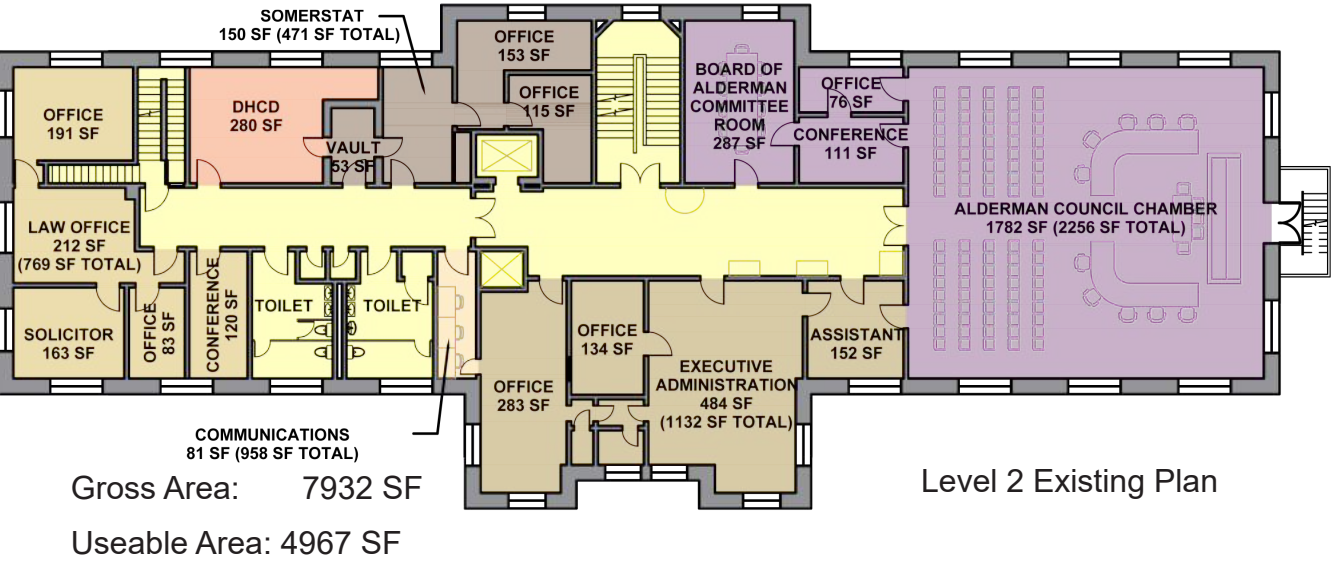 SOMERSTAT
150 SF (471 SF TOTAL)
OFFICE
153 SF
OFFICE
115 SF
OFFICE
191 SF
DHCD
280 SF
VAULT
53 SF
BOARD OF
ALDERMAN
COMMITTEE
ROOM
287 SF
OFFICE
76 SF
CONFERENCE
111 SF
LAW OFFICE
212 SF
(769 SF TOTAL)
ALDERMAN COUNCIL CHAMBER
1782 SF (2256 SF TOTAL)
SOLICITOR
163 SF
OFFICE
83 SF
CONFERENCE
120 SF
TOILET
TOILET
OFFICE
283 SF
OFFICE
134 SF
EXECUTIVE
ADMINISTRATION
484 SF
(1132 SF TOTAL)
ASSISTANT
152 SF
COMMUNICATIONS
81 SF (958 SF TOTAL)
Gross Area: 7932 SF
Useable Area: 4967 SF
Level 2 Existing Plan